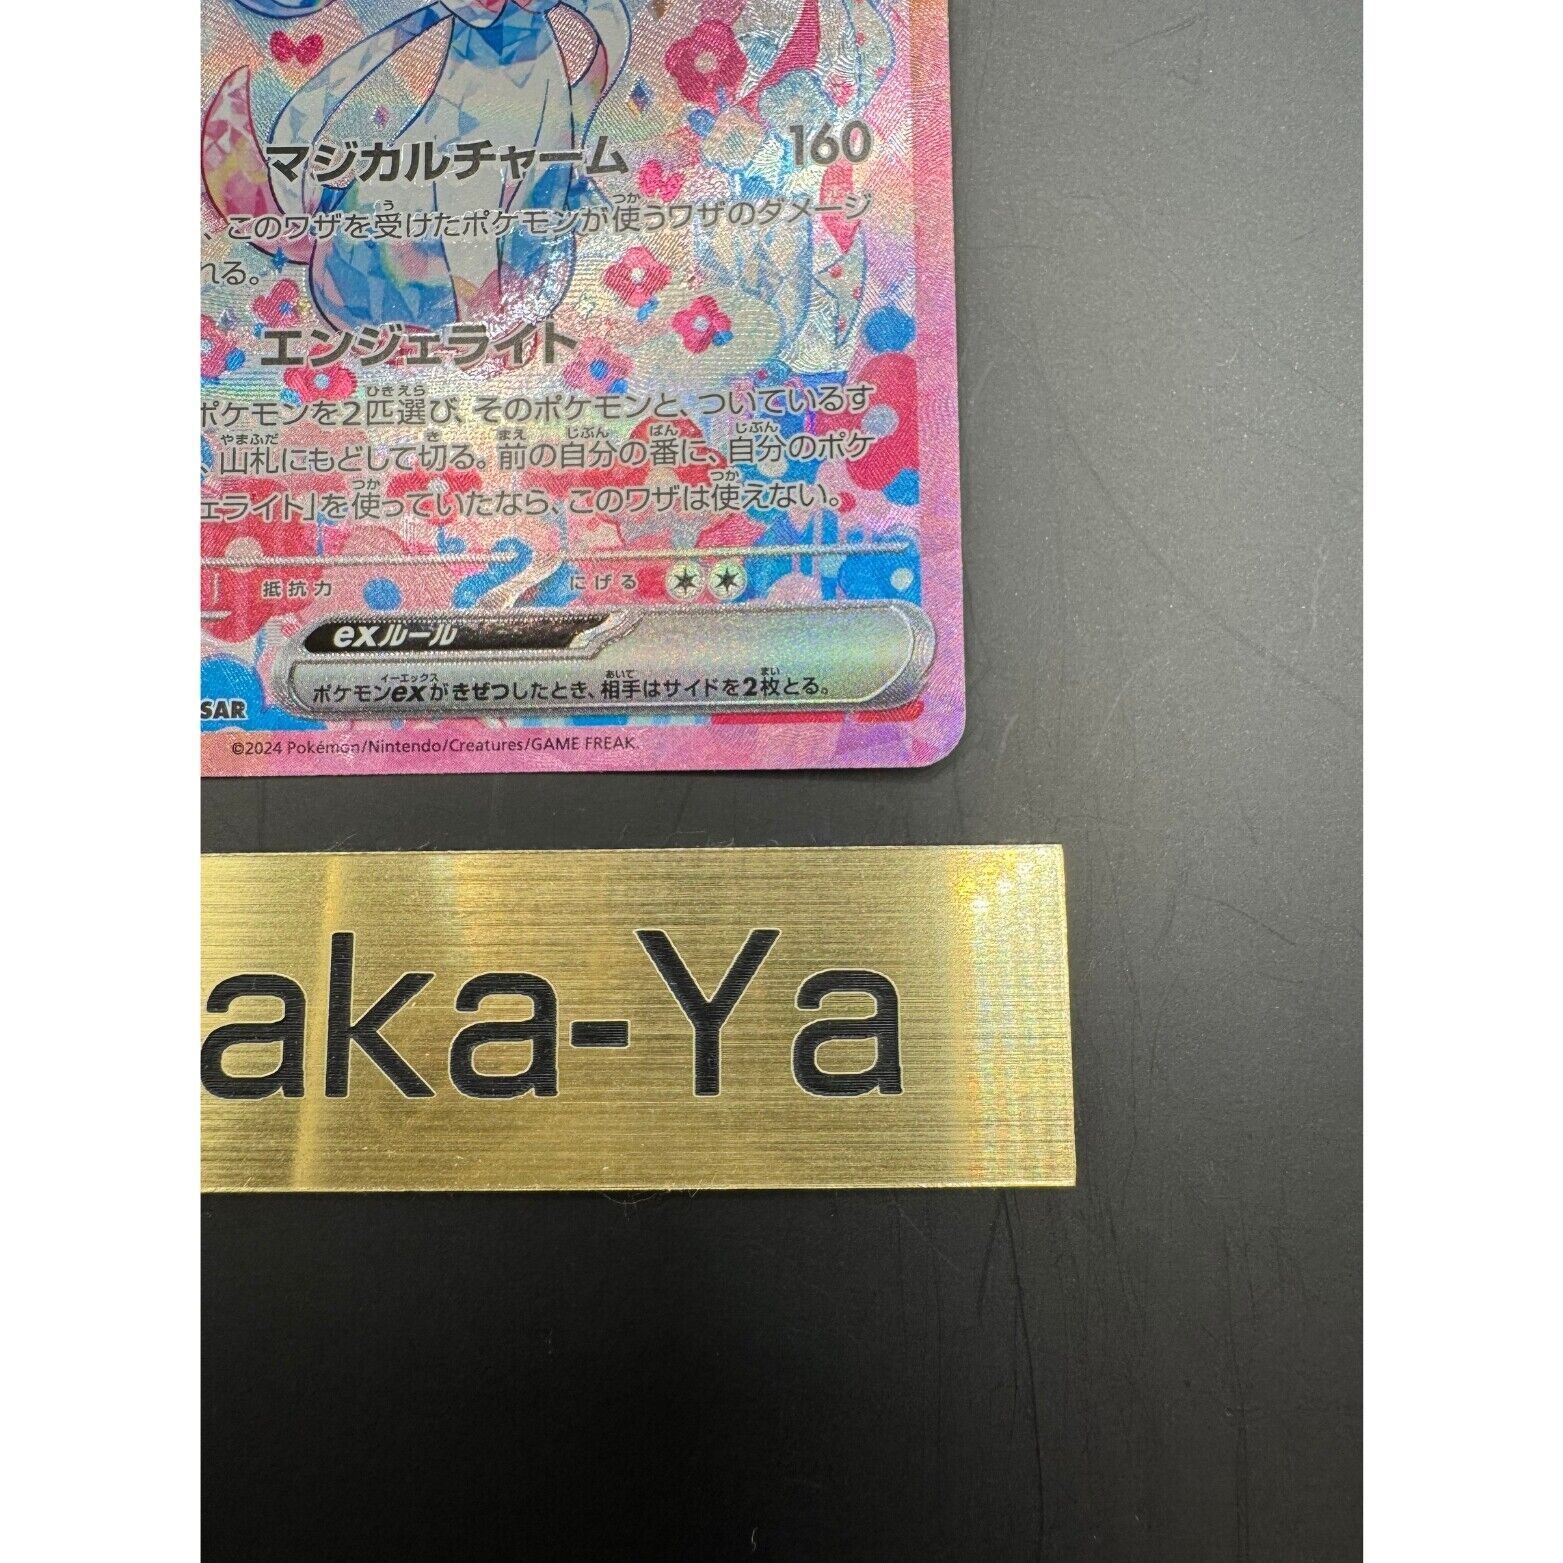 マジカルチャーム 160
、このワザを受けたポケモンが使うワザのダメージ
れる。
エンジェライト
ポケモンを2匹選び、そのポケモンと、ついているす
、山札にもどして切る。前の自分の番に、自分のポケ
ェライト」を使っていたなら、このワザは使えない。
抵抗力 にげる
exルール
ポケモンexがきぜつしたとき、相手はサイドを2枚とる。
SAR
©2024 Pokémon/Nintendo/Creatures/GAME FREAK.
aka-Ya